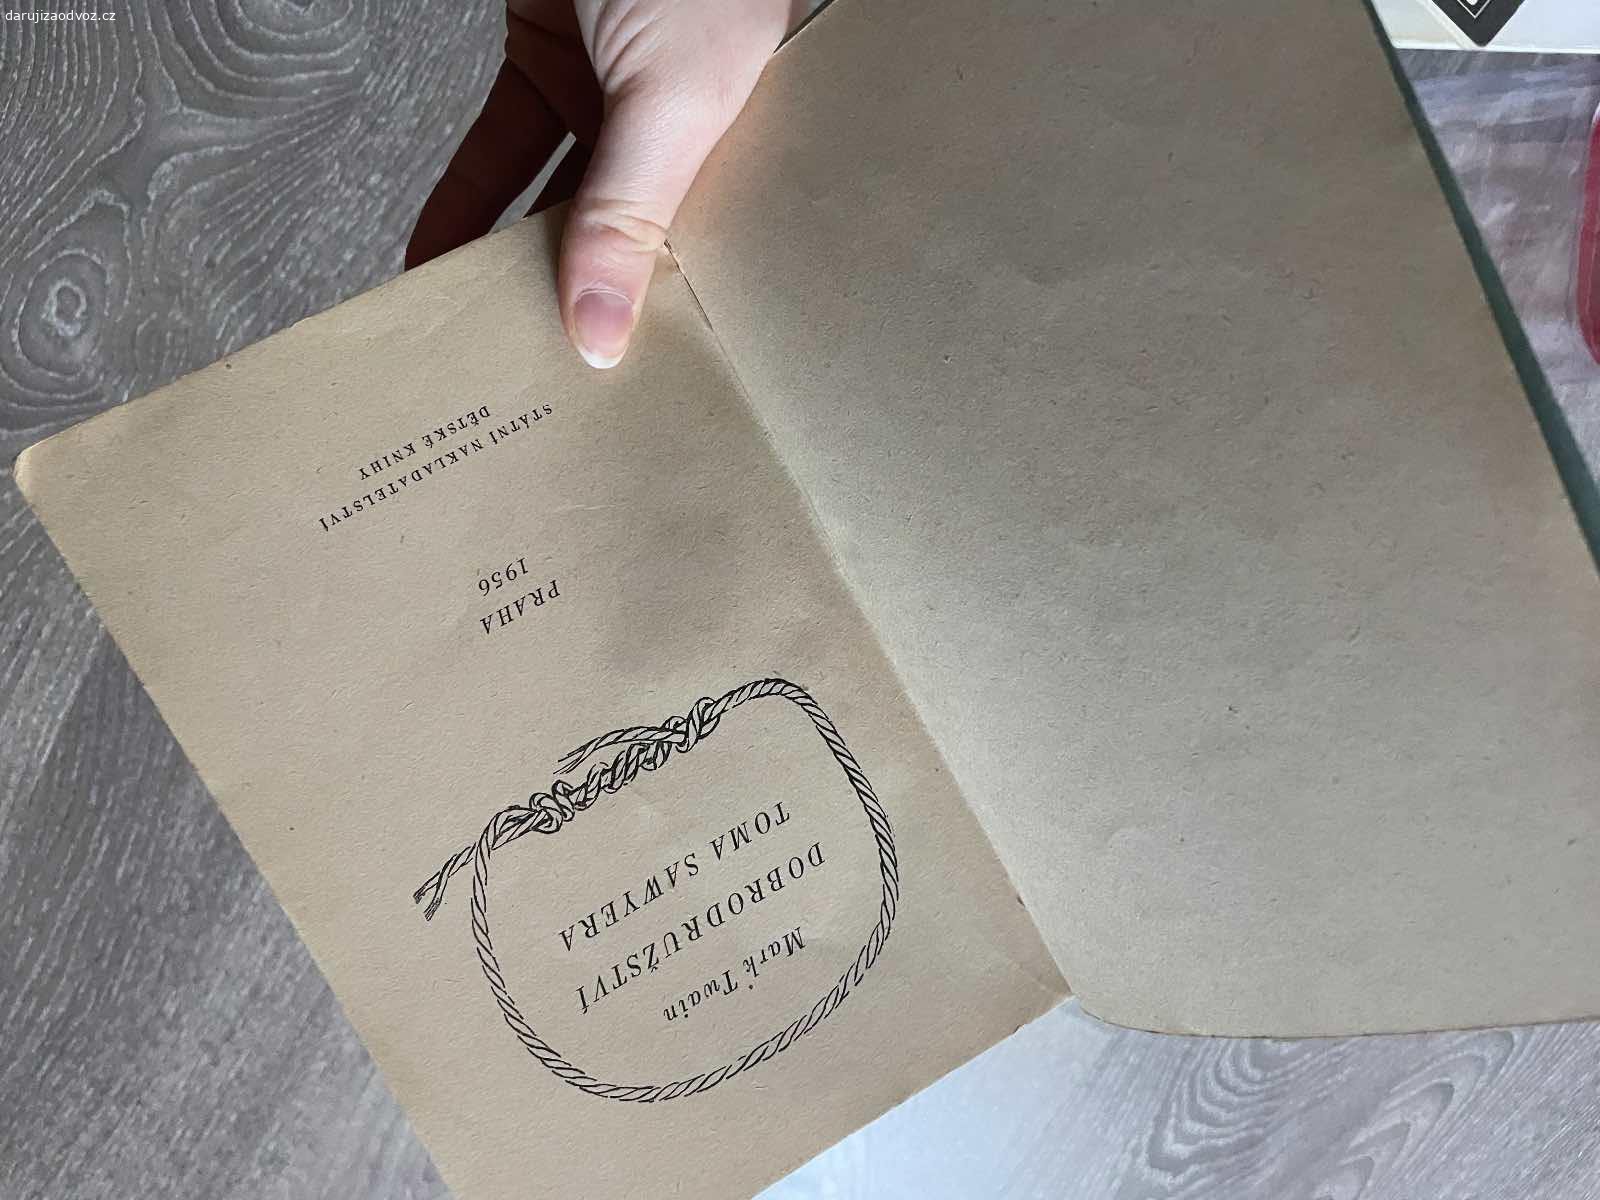 darujizaodvoz.cz
Mark Twain
DOBRODRUŽSTVÍ
TOMA SAWYERA
PRAHA
1956
STÁTNÍ NAKLADATELSTVÍ
DĚTSKÉ KNIHY